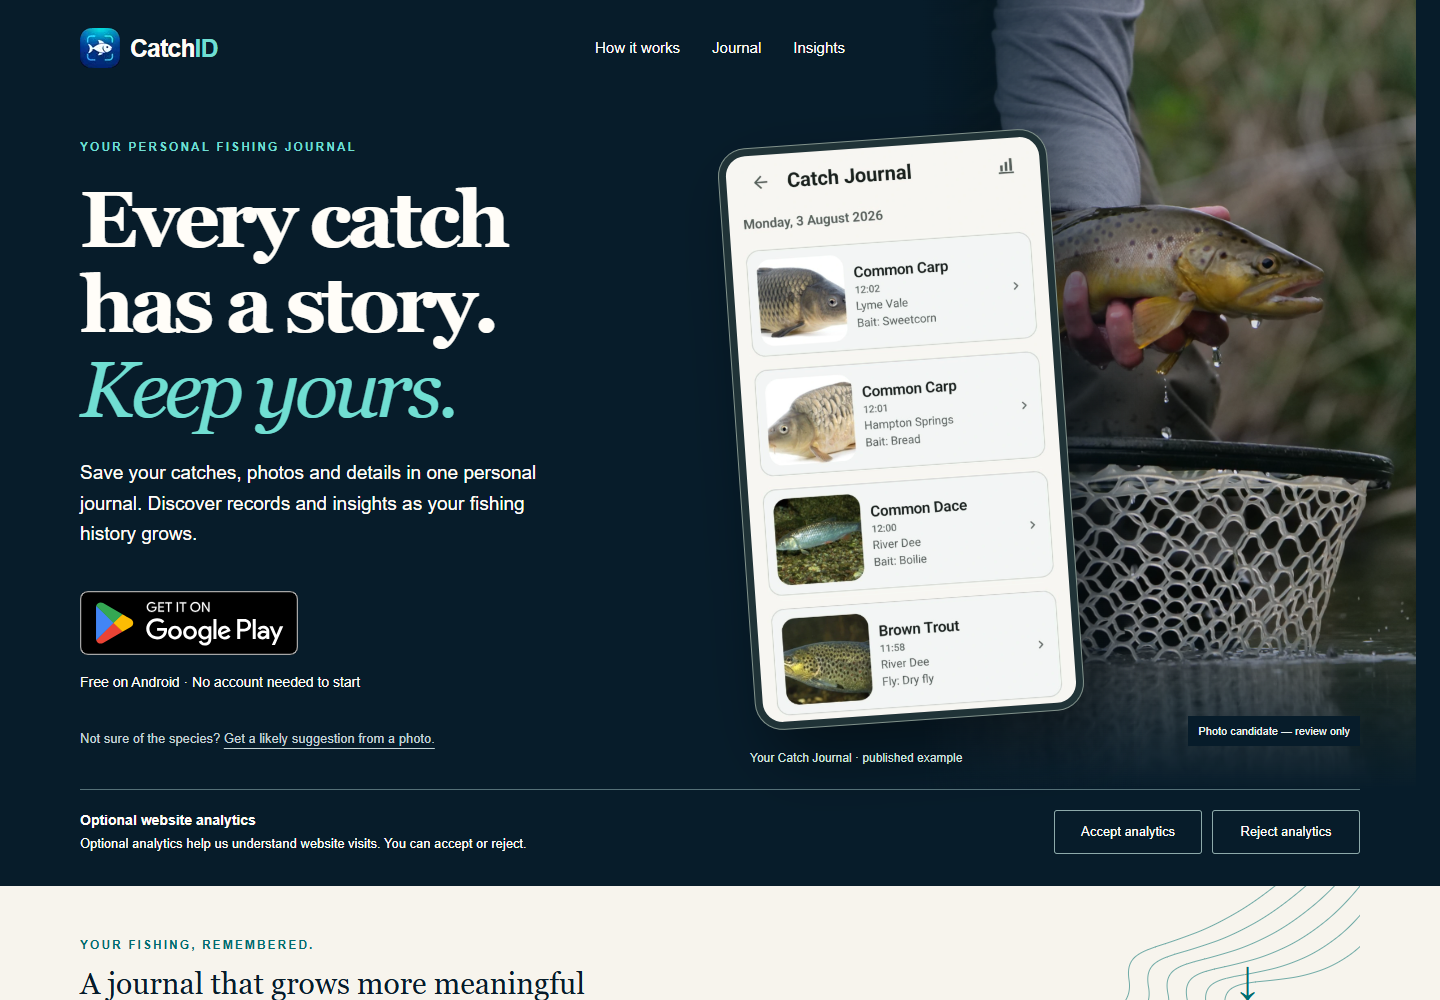 CatchID
How it works
Journal
Insights
YOUR PERSONAL FISHING JOURNAL
Every catch
has a story.
Keep yours.
Save your catches, photos and details in one personal
journal. Discover records and insights as your fishing
history grows.
GET IT ON
Google Play
Free on Android · No account needed to start
Not sure of the species? Get a likely suggestion from a photo.
Catch Journal
Monday, 3 August 2026
Common Carp
12:02
Lyme Vale
Bait: Sweetcorn
Common Carp
12:01
Hampton Springs
Bait: Bread
Common Dace
12:00
River Dee
Bait: Boilie
Brown Trout
11:58
River Dee
Fly: Dry fly
Photo candidate — review only
Your Catch Journal · published example
Optional website analytics
Optional analytics help us understand website visits. You can accept or reject.
Accept analytics
Reject analytics
YOUR FISHING, REMEMBERED.
A journal that grows more meaningful